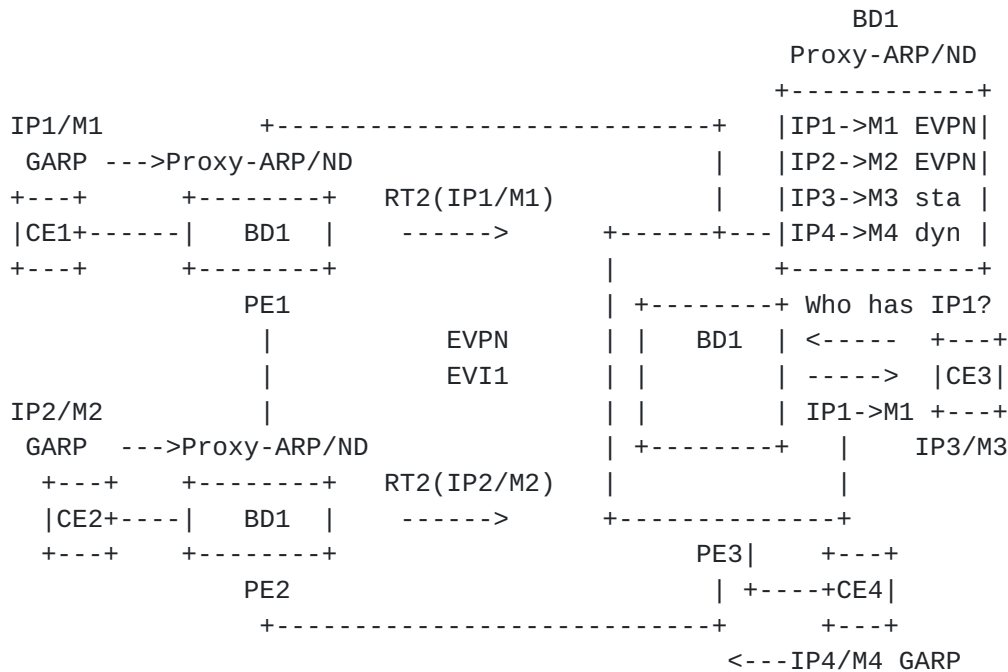 BD1
                                                  Proxy-ARP/ND
                                                 +------------+
IP1/M1          +----------------------------+  |IP1->M1 EVPN|
 GARP --->Proxy-ARP/ND                       |   |IP2->M2 EVPN|
+---+      +--------+   RT2(IP1/M1)          |   |IP3->M3 sta |
|CE1+------|   BD1  |    ------>      +------+---|IP4->M4 dyn |
+---+      +--------+                 |          +------------+
               PE1                    | +--------+ Who has IP1?
                |           EVPN      | |   BD1  | <-----  +---+
                |           EVI1      | |        | ----->  |CE3|
IP2/M2          |                     | |        | IP1->M1 +---+
 GARP  --->Proxy-ARP/ND               | +--------+   |    IP3/M3
  +---+    +--------+   RT2(IP2/M2)   |              |
  |CE2+----|   BD1  |    ------>      +--------------+
  +---+    +--------+                       PE3|    +---+
               PE2                           | +----+CE4|
                +----------------------------+      +---+
                                              <---IP4/M4 GARP